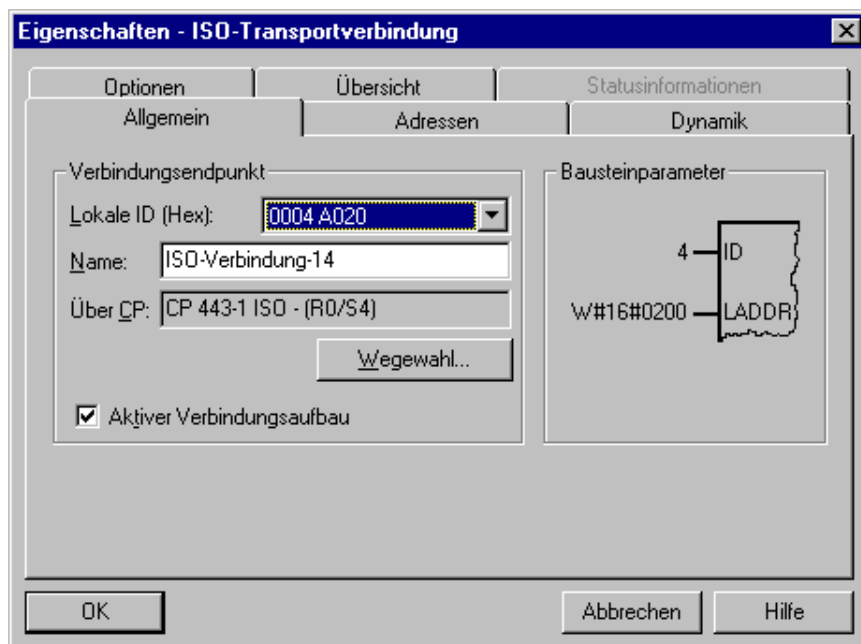 Eigenschaften - ISO-Transportverbindung
Optionen Übersicht Statusinformationen
Allgemein Adressen Dynamik
Verbindungsendpunkt
Lokale ID (Hex): 0004 A020
Name: ISO-Verbindung-14
Über CP: CP 443-1 ISO - (R0/S4)
Wegewahl...
Aktiver Verbindungsaufbau
Bausteinparameter
4 ID
W#16#0200 LADDR
OK Abbrechen Hilfe